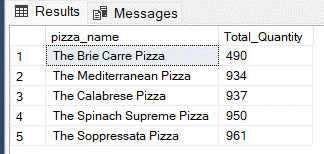 Results Messages
pizza_name Total_Quantity
1 The Brie Carre Pizza 490
2 The Mediterranean Pizza 934
3 The Calabrese Pizza 937
4 The Spinach Supreme Pizza 950
5 The Soppressata Pizza 961